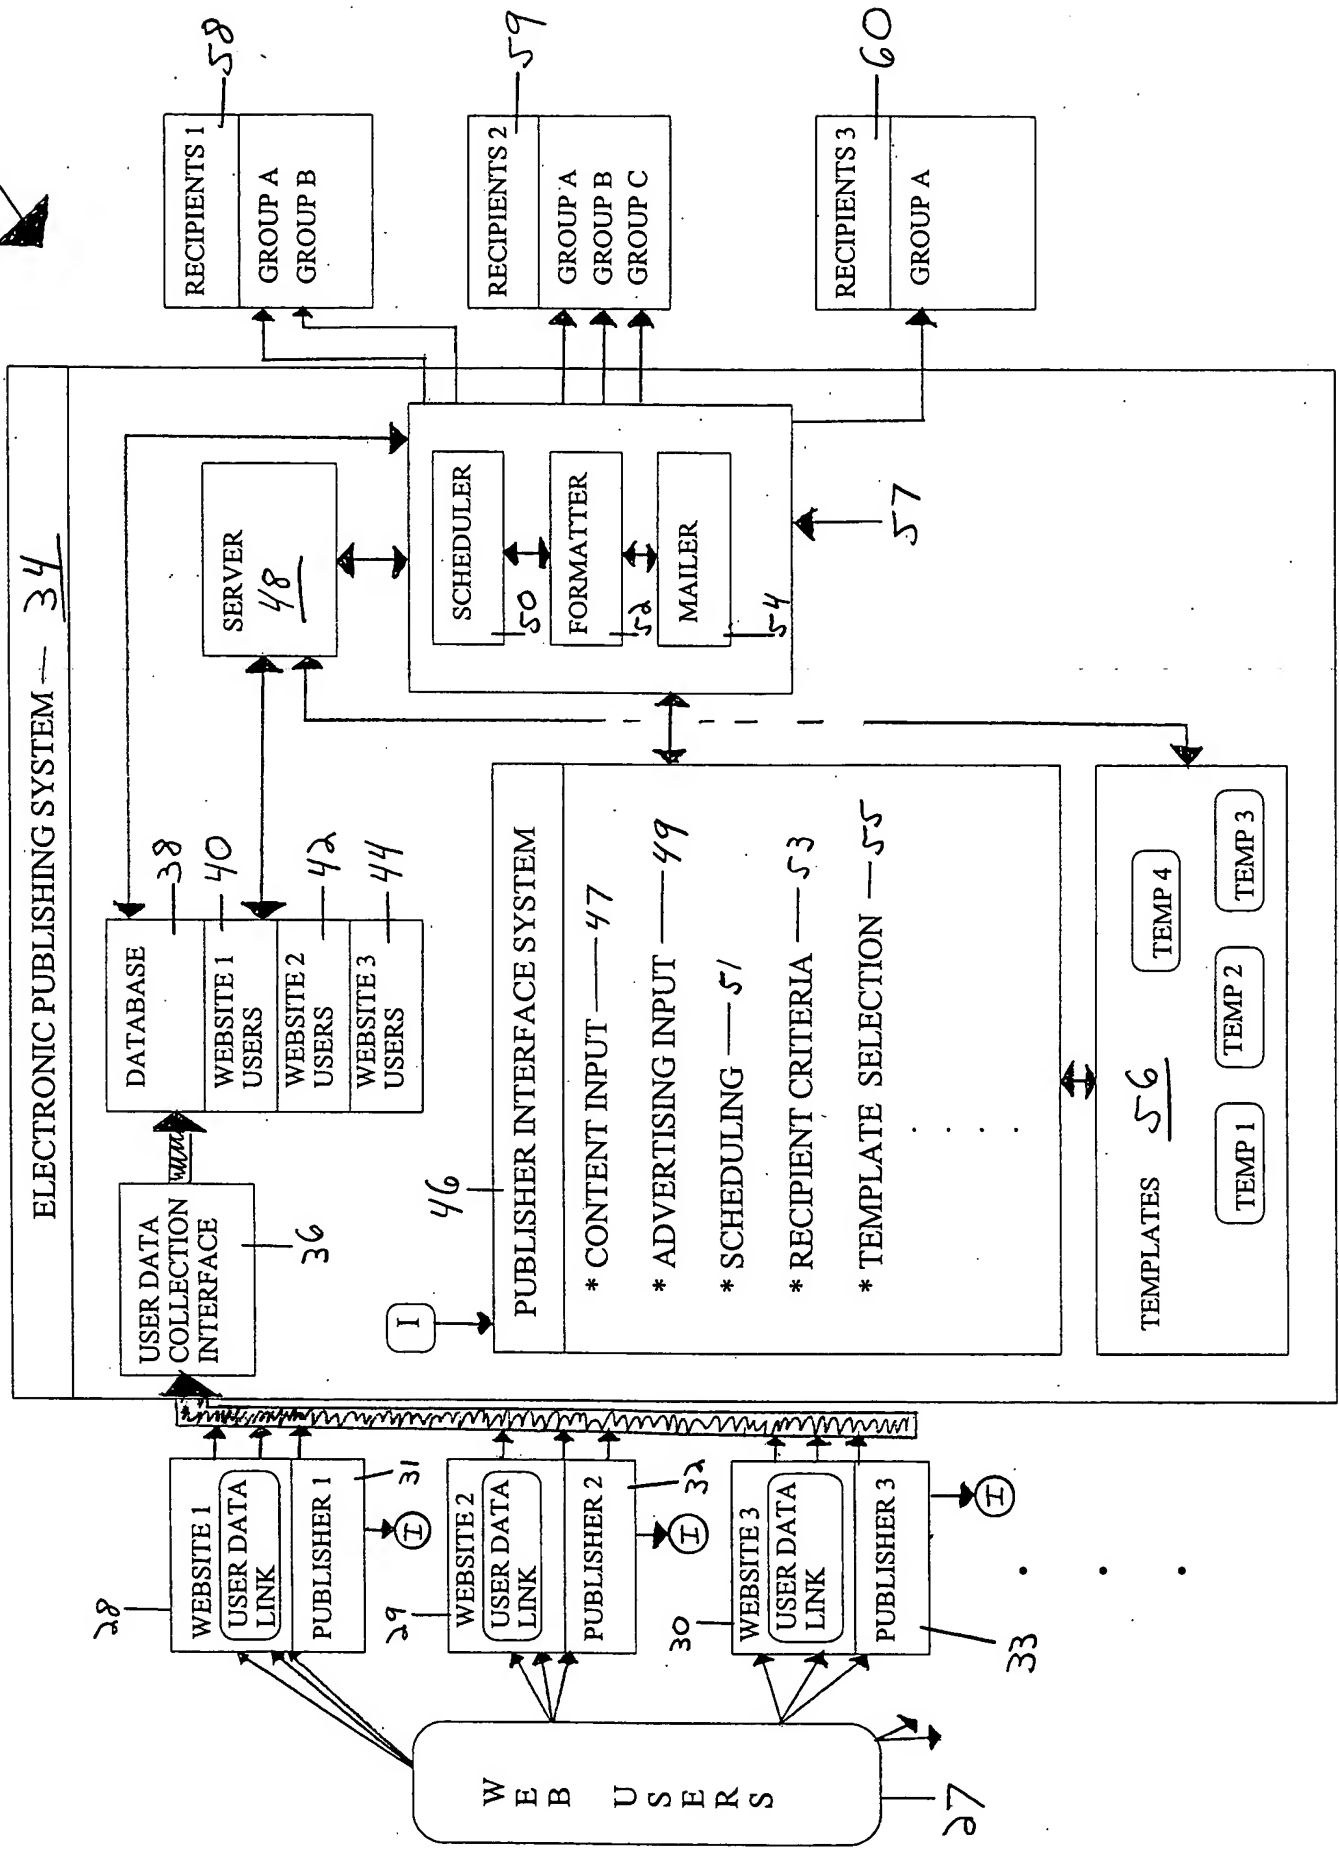 ELECTRONIC PUBLISHING SYSTEM — 34
WEB USERS
27
28
WEBSITE 1
USER DATA
LINK
PUBLISHER 1
31
I
29
WEBSITE 2
USER DATA
LINK
PUBLISHER 2
32
I
30
WEBSITE 3
USER DATA
LINK
PUBLISHER 3
33
I
USER DATA
COLLECTION
INTERFACE
36
DATABASE
38
WEBSITE 1
USERS
40
WEBSITE 2
USERS
42
WEBSITE 3
USERS
44
SERVER
48
I
46
PUBLISHER INTERFACE SYSTEM
* CONTENT INPUT — 47
* ADVERTISING INPUT — 49
* SCHEDULING — 51
* RECIPIENT CRITERIA — 53
* TEMPLATE SELECTION — 55
. . . .
TEMPLATES
56
TEMP 1
TEMP 2
TEMP 3
TEMP 4
SCHEDULER
50
FORMATTER
52
MAILER
54
57
RECIPIENTS 1
58
GROUP A
GROUP B
RECIPIENTS 2
59
GROUP A
GROUP B
GROUP C
RECIPIENTS 3
60
GROUP A